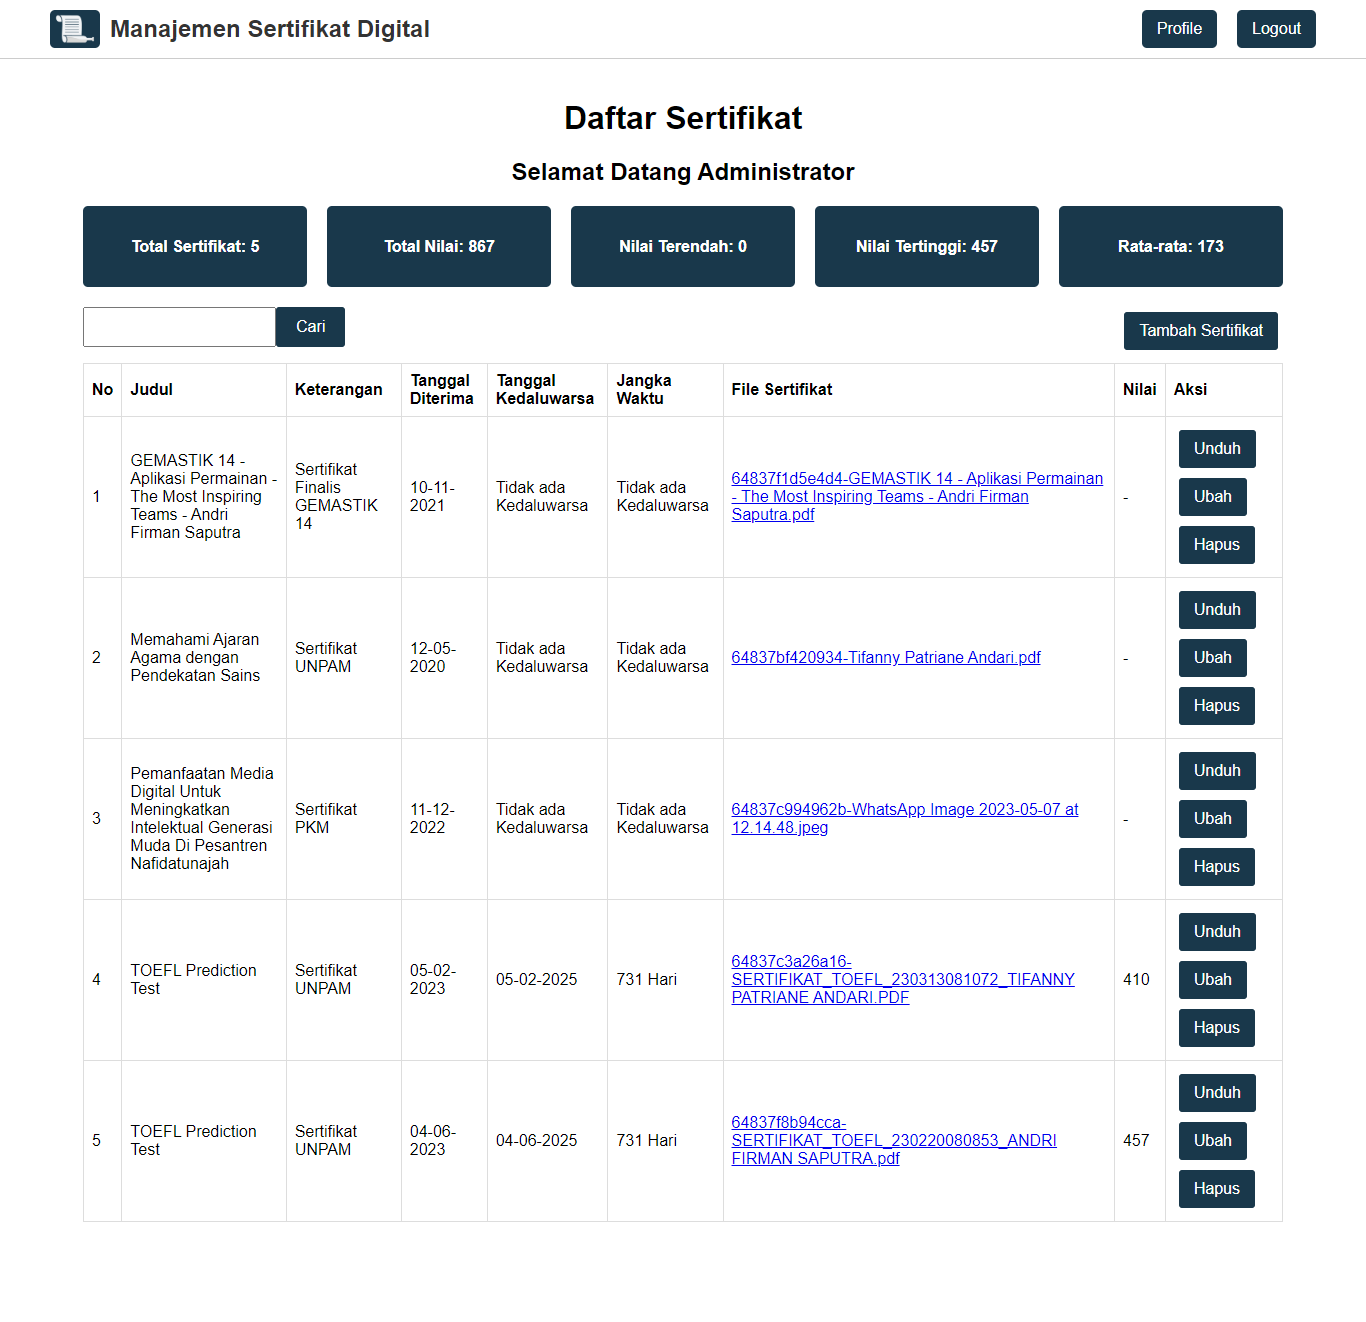 Manajemen Sertifikat Digital
Profile
Logout
Daftar Sertifikat
Selamat Datang Administrator
Total Sertifikat: 5
Total Nilai: 867
Nilai Terendah: 0
Nilai Tertinggi: 457
Rata-rata: 173
Cari
Tambah Sertifikat
No
Judul
Keterangan
Tanggal
Diterima
Tanggal
Kedaluwarsa
Jangka
Waktu
File Sertifikat
Nilai
Aksi
1
GEMASTIK 14 -
Aplikasi Permainan -
The Most Inspiring
Teams - Andri
Firman Saputra
Sertifikat
Finalis
GEMASTIK
14
10-11-
2021
Tidak ada
Kedaluwarsa
Tidak ada
Kedaluwarsa
64837f1d5e4d4-GEMASTIK 14 - Aplikasi Permainan
- The Most Inspiring Teams - Andri Firman
Saputra.pdf
-
Unduh
Ubah
Hapus
2
Memahami Ajaran
Agama dengan
Pendekatan Sains
Sertifikat
UNPAM
12-05-
2020
Tidak ada
Kedaluwarsa
Tidak ada
Kedaluwarsa
64837bf420934-Tifanny Patriane Andari.pdf
-
Unduh
Ubah
Hapus
3
Pemanfaatan Media
Digital Untuk
Meningkatkan
Intelektual Generasi
Muda Di Pesantren
Nafidatunajah
Sertifikat
PKM
11-12-
2022
Tidak ada
Kedaluwarsa
Tidak ada
Kedaluwarsa
64837c994962b-WhatsApp Image 2023-05-07 at
12.14.48.jpeg
-
Unduh
Ubah
Hapus
4
TOEFL Prediction
Test
Sertifikat
UNPAM
05-02-
2023
05-02-2025
731 Hari
64837c3a26a16-
SERTIFIKAT_TOEFL_230313081072_TIFANNY
PATRIANE ANDARI.PDF
410
Unduh
Ubah
Hapus
5
TOEFL Prediction
Test
Sertifikat
UNPAM
04-06-
2023
04-06-2025
731 Hari
64837f8b94cca-
SERTIFIKAT_TOEFL_230220080853_ANDRI
FIRMAN SAPUTRA.pdf
457
Unduh
Ubah
Hapus